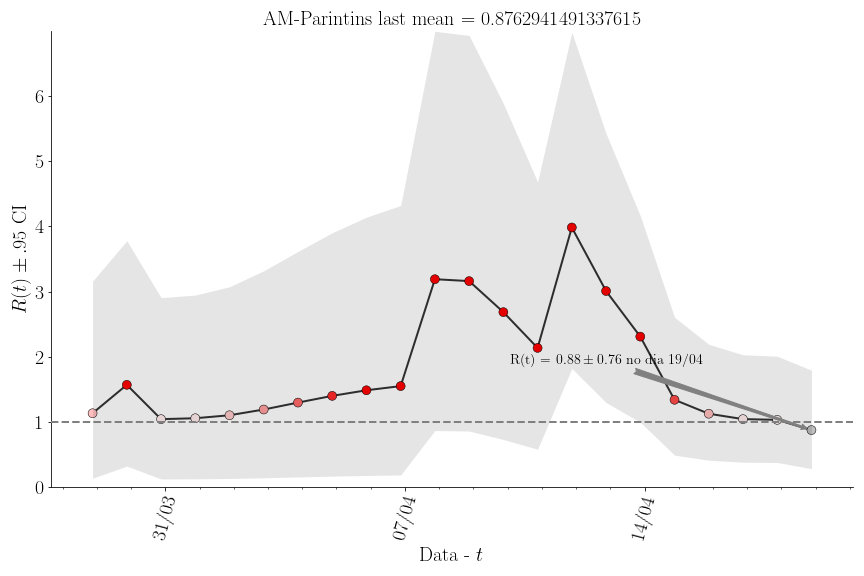 AM-Parintins last mean = 0.8762941491337615
R(t) ± .95 CI
6
5
4
3
2
1
0
R(t) = 0.88 ± 0.76 no dia 19/04
31/03
07/04
14/04
Data - t